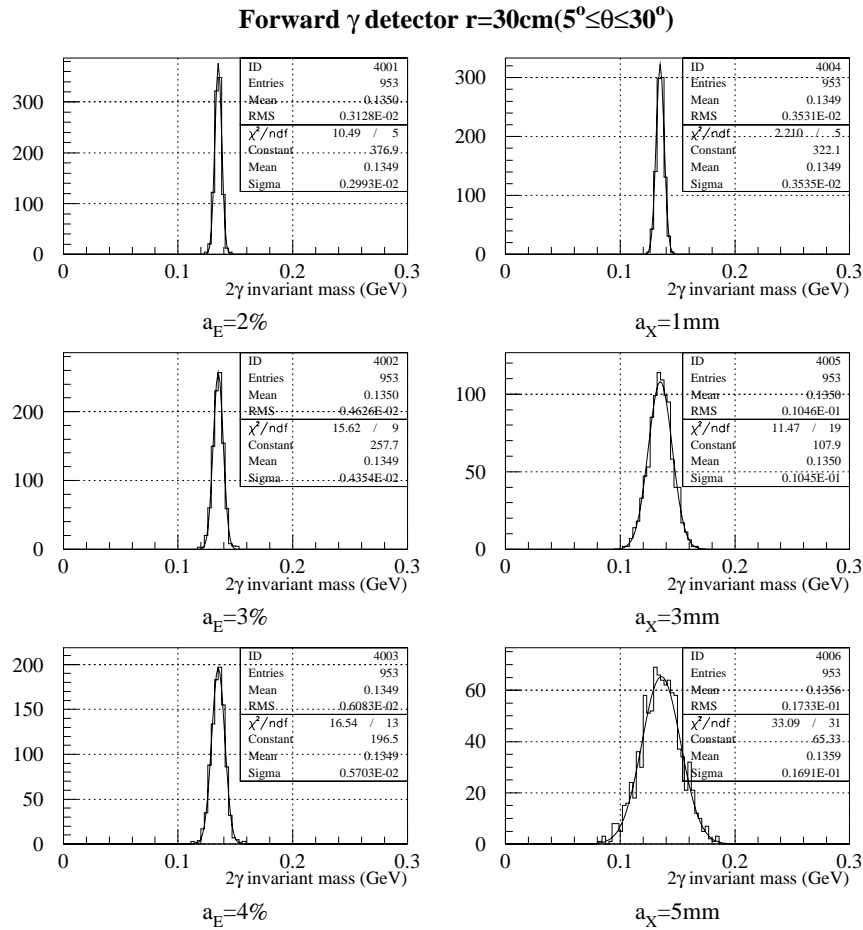 Forward γ detector r=30cm(5°≤θ≤30°)
ID 4001
Entries 953
Mean 0.1350
RMS 0.3128E-02
χ²/ndf 10.49 / 5
Constant 376.9
Mean 0.1349
Sigma 0.2993E-02
300
200
100
0
0 0.1 0.2 0.3
2γ invariant mass (GeV)
a_E=2%
ID 4004
Entries 953
Mean 0.1349
RMS 0.3531E-02
χ²/ndf 2.210 / 5
Constant 322.1
Mean 0.1349
Sigma 0.3535E-02
300
200
100
0
0 0.1 0.2 0.3
2γ invariant mass (GeV)
a_X=1mm
ID 4002
Entries 953
Mean 0.1350
RMS 0.4626E-02
χ²/ndf 15.62 / 9
Constant 257.7
Mean 0.1349
Sigma 0.4354E-02
200
100
0
0 0.1 0.2 0.3
2γ invariant mass (GeV)
a_E=3%
ID 4005
Entries 953
Mean 0.1350
RMS 0.1046E-01
χ²/ndf 11.47 / 19
Constant 107.9
Mean 0.1350
Sigma 0.1045E-01
100
50
0
0 0.1 0.2 0.3
2γ invariant mass (GeV)
a_X=3mm
ID 4003
Entries 953
Mean 0.1349
RMS 0.6083E-02
χ²/ndf 16.54 / 13
Constant 196.5
Mean 0.1349
Sigma 0.5703E-02
200
150
100
50
0
0 0.1 0.2 0.3
2γ invariant mass (GeV)
a_E=4%
ID 4006
Entries 953
Mean 0.1356
RMS 0.1733E-01
χ²/ndf 33.09 / 31
Constant 65.33
Mean 0.1359
Sigma 0.1691E-01
60
40
20
0
0 0.1 0.2 0.3
2γ invariant mass (GeV)
a_X=5mm